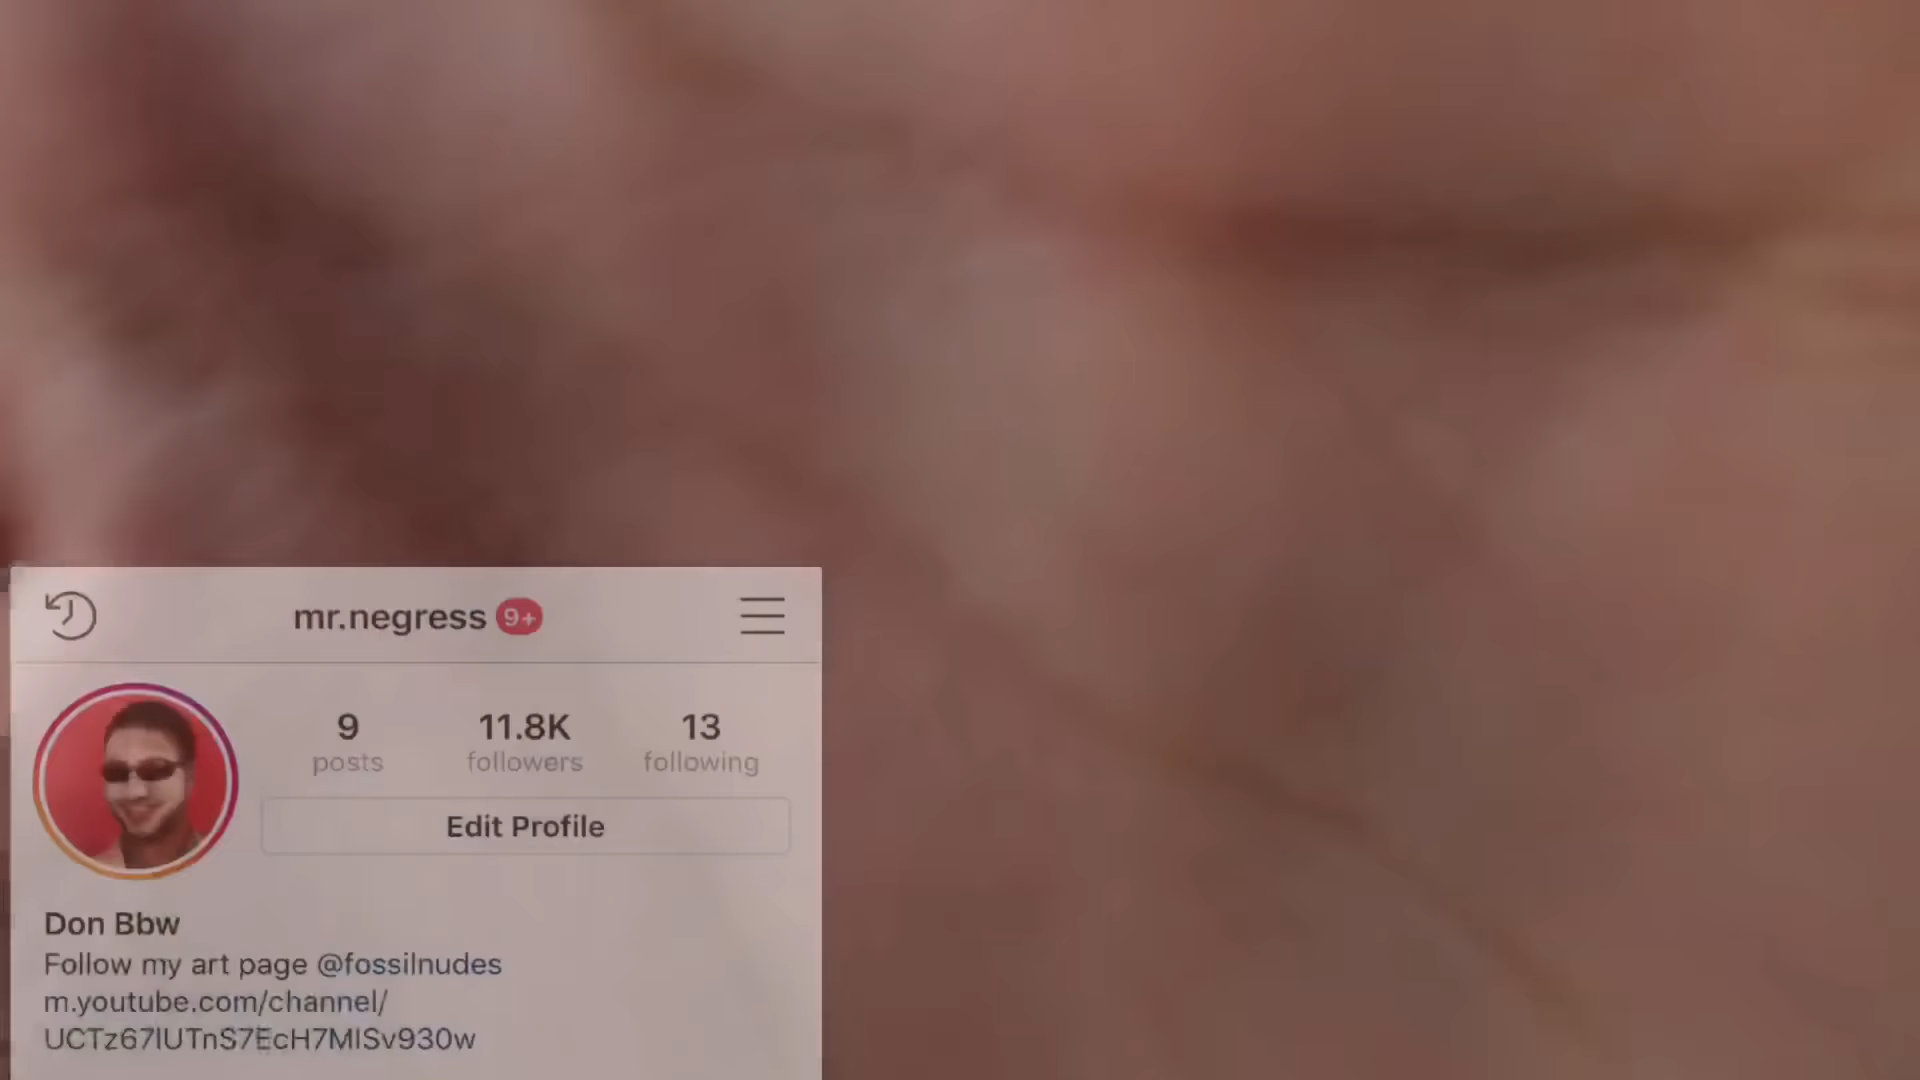 mr.negress 9+
9 11.8K 13
posts followers following
Edit Profile
Don Bbw
Follow my art page @fossilnudes
m.youtube.com/channel/
UCTz67lUTnS7EcH7MlSv930w